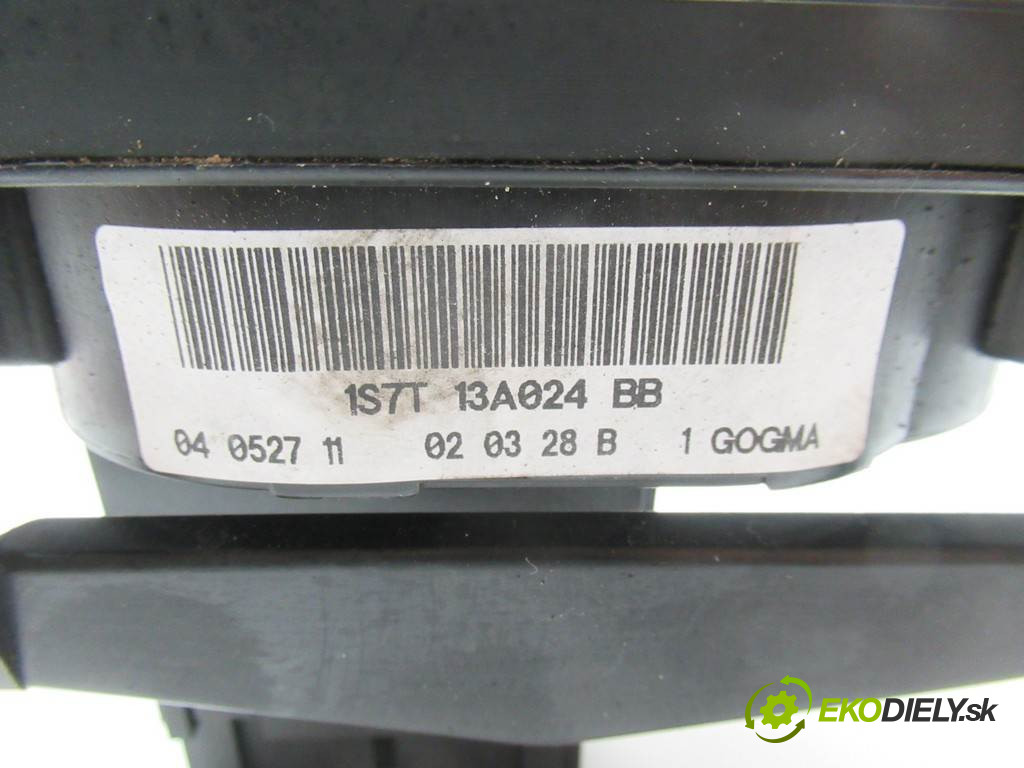 1S7T 13A024 BB
04 0527 11 02 03 28 B 1 GOGMA
EKODIELY.sk